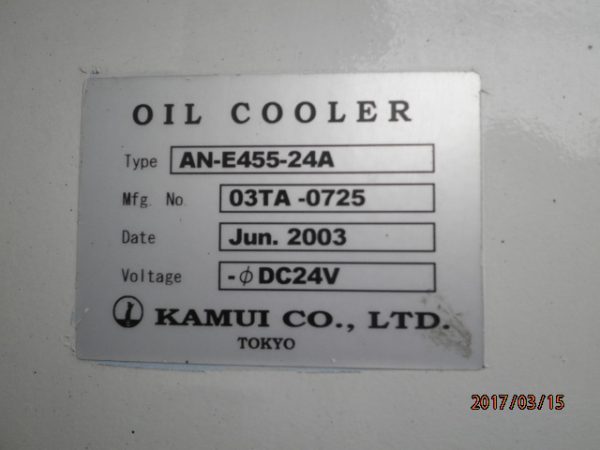 OIL COOLER
Type AN-E455-24A
Mfg No 03TA -0725
Date Jun. 2003
Voltage -φDC24V
KAMUI CO., LTD.
TOKYO
2017/03/15